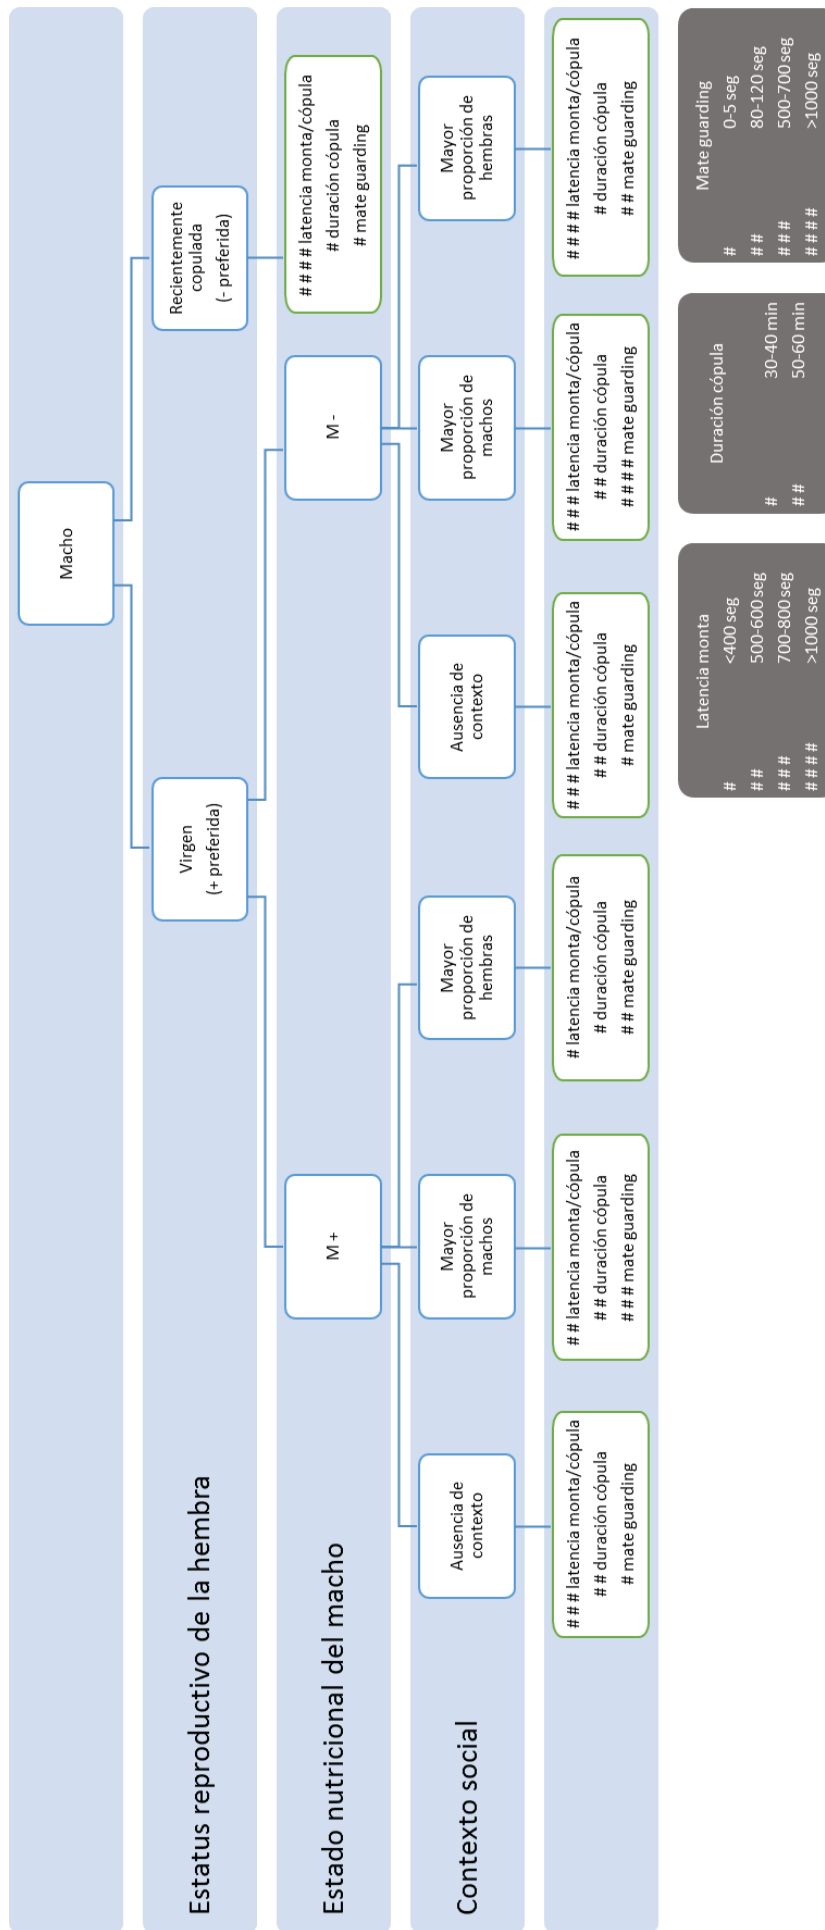 Macho
Estatus reproductivo de la hembra
Virgen
(+ preferida)
Recientemente
copulada
(- preferida)
Estado nutricional del macho
M +
M -
# # # # latencia monta/cópula
# duración cópula
# mate guarding
Contexto social
Ausencia de
contexto
Mayor
proporción de
machos
Mayor
proporción de
hembras
Ausencia de
contexto
Mayor
proporción de
machos
Mayor
proporción de
hembras
# # # latencia monta/cópula
# # duración cópula
# mate guarding
# # latencia monta/cópula
# # duración cópula
# # # mate guarding
# latencia monta/cópula
# duración cópula
# # mate guarding
# # # latencia monta/cópula
# # duración cópula
# mate guarding
# # # latencia monta/cópula
# # duración cópula
# # # # mate guarding
# # # # latencia monta/cópula
# duración cópula
# # mate guarding
Latencia monta
# <400 seg
# # 500-600 seg
# # # 700-800 seg
# # # # >1000 seg
Duración cópula
# 30-40 min
# # 50-60 min
Mate guarding
# 0-5 seg
# # 80-120 seg
# # # 500-700 seg
# # # # >1000 seg